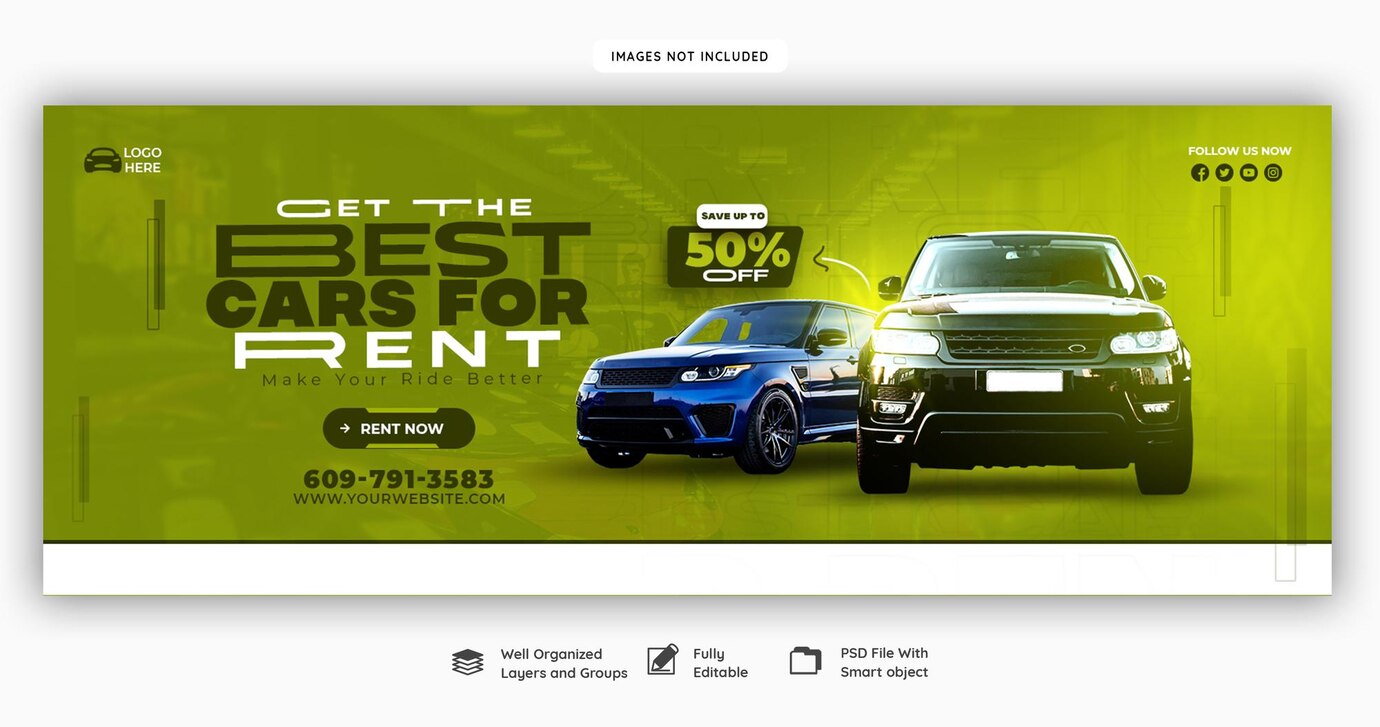 IMAGES NOT INCLUDED
LOGO
HERE
FOLLOW US NOW
GET THE
BEST
CARS FOR
RENT
Make Your Ride Better
SAVE UP TO
50%
OFF
RENT NOW
609-791-3583
WWW.YOURWEBSITE.COM
Well Organized
Layers and Groups
Fully
Editable
PSD File With
Smart object